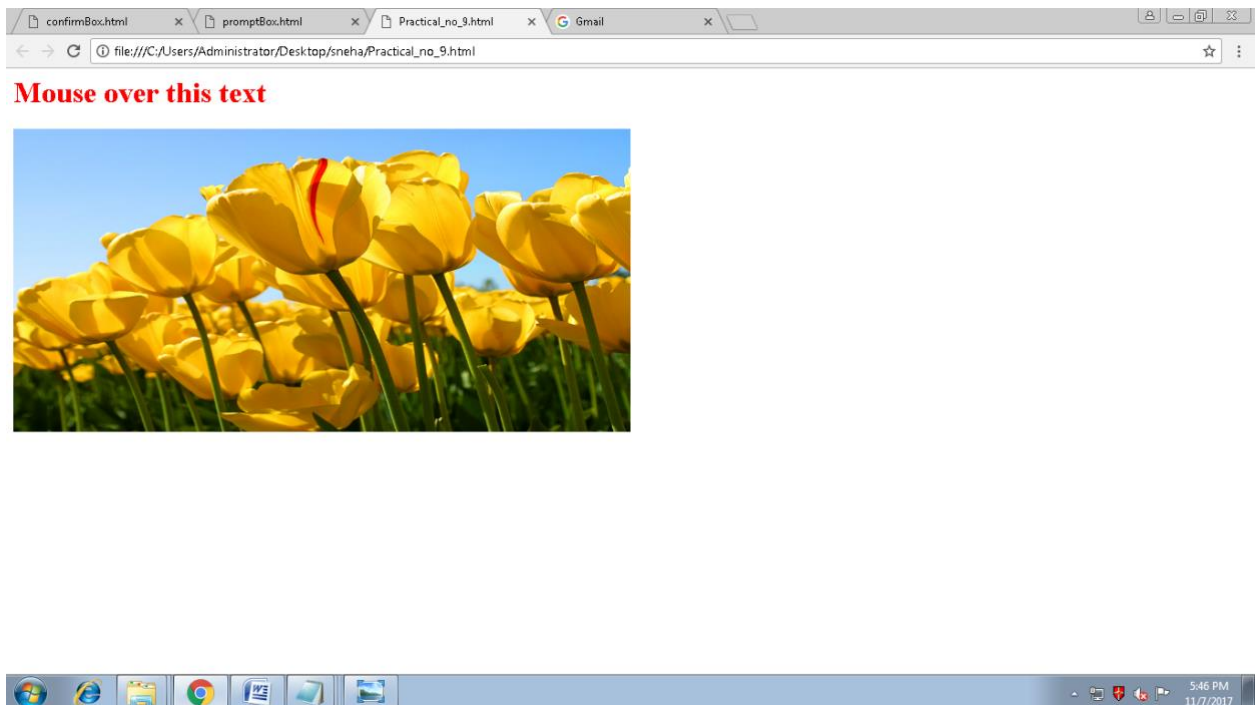 confirmBox.html promptBox.html Practical_no_9.html Gmail
file:///C:/Users/Administrator/Desktop/sneha/Practical_no_9.html
Mouse over this text
5:46 PM
11/7/2017